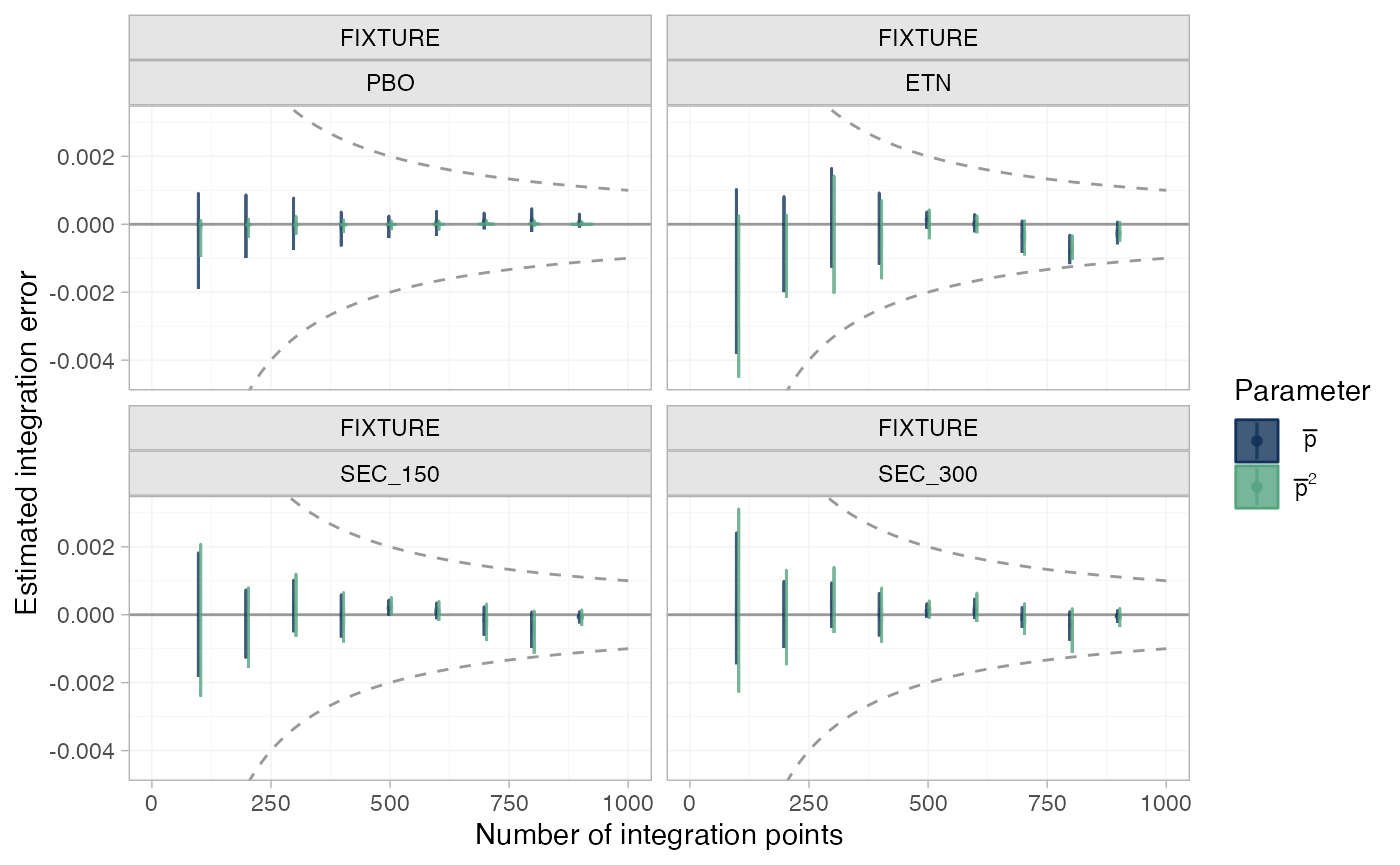 FIXTURE FIXTURE
PBO ETN
0.002
0.000
-0.002
-0.004
FIXTURE FIXTURE
SEC_150 SEC_300
0.002
0.000
-0.002
-0.004
0 250 500 750 1000 0 250 500 750 1000
Number of integration points
Estimated integration error
Parameter
p̅
p̅²